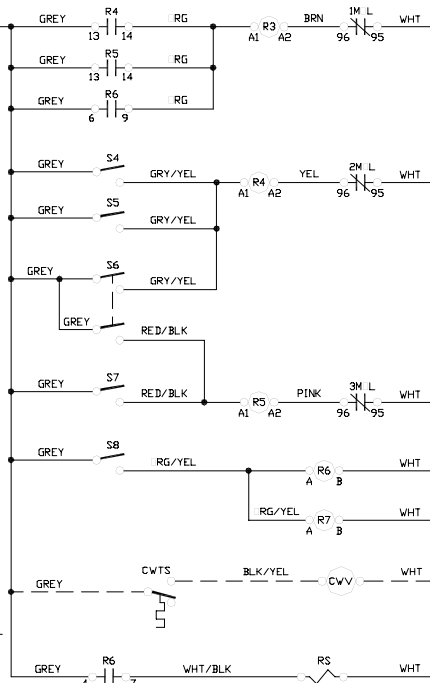 GREY R4 RG R3 BRN 1M L WHT
13 14 A1 A2 96 95
GREY R5 RG
13 14
GREY R6 RG
6 9
GREY S4 GRY/YEL R4 YEL 2M L WHT
A1 A2 96 95
GREY S5 GRY/YEL
GREY S6 GRY/YEL
GREY RED/BLK
GREY S7 RED/BLK R5 PINK 3M L WHT
A1 A2 96 95
GREY S8 RG/YEL R6 WHT
A B
RG/YEL R7 WHT
A B
GREY CWTS BLK/YEL CWV WHT
GREY R6 WHT/BLK RS WHT